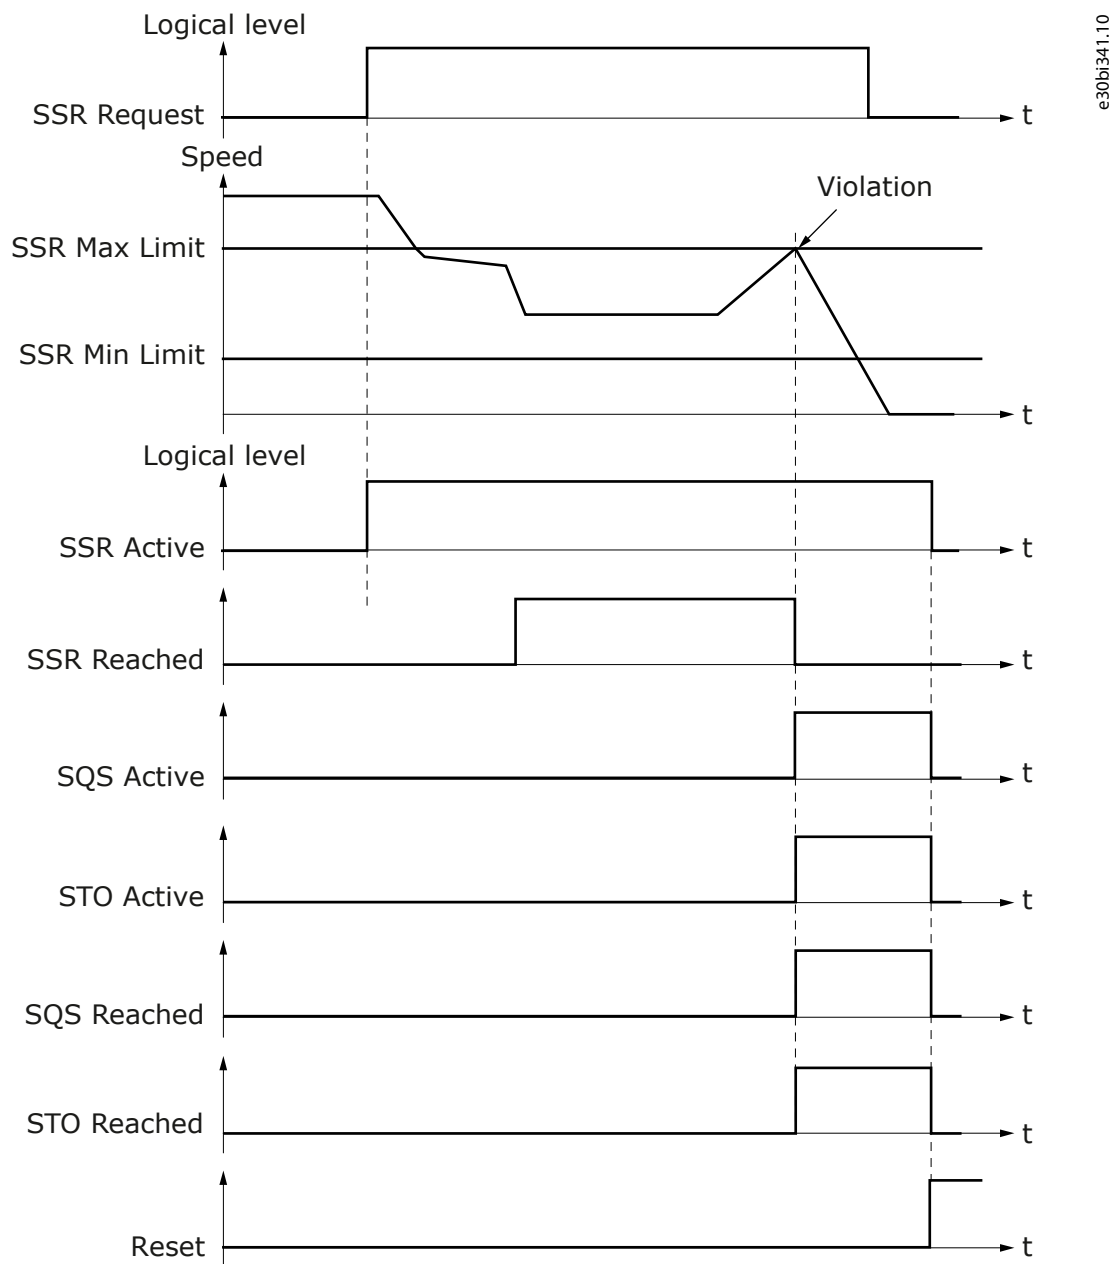 Logical level
e30bi341.10
SSR Request
t
Speed
Violation
SSR Max Limit
SSR Min Limit
t
Logical level
SSR Active
t
SSR Reached
t
SQS Active
t
STO Active
t
SQS Reached
t
STO Reached
t
Reset
t